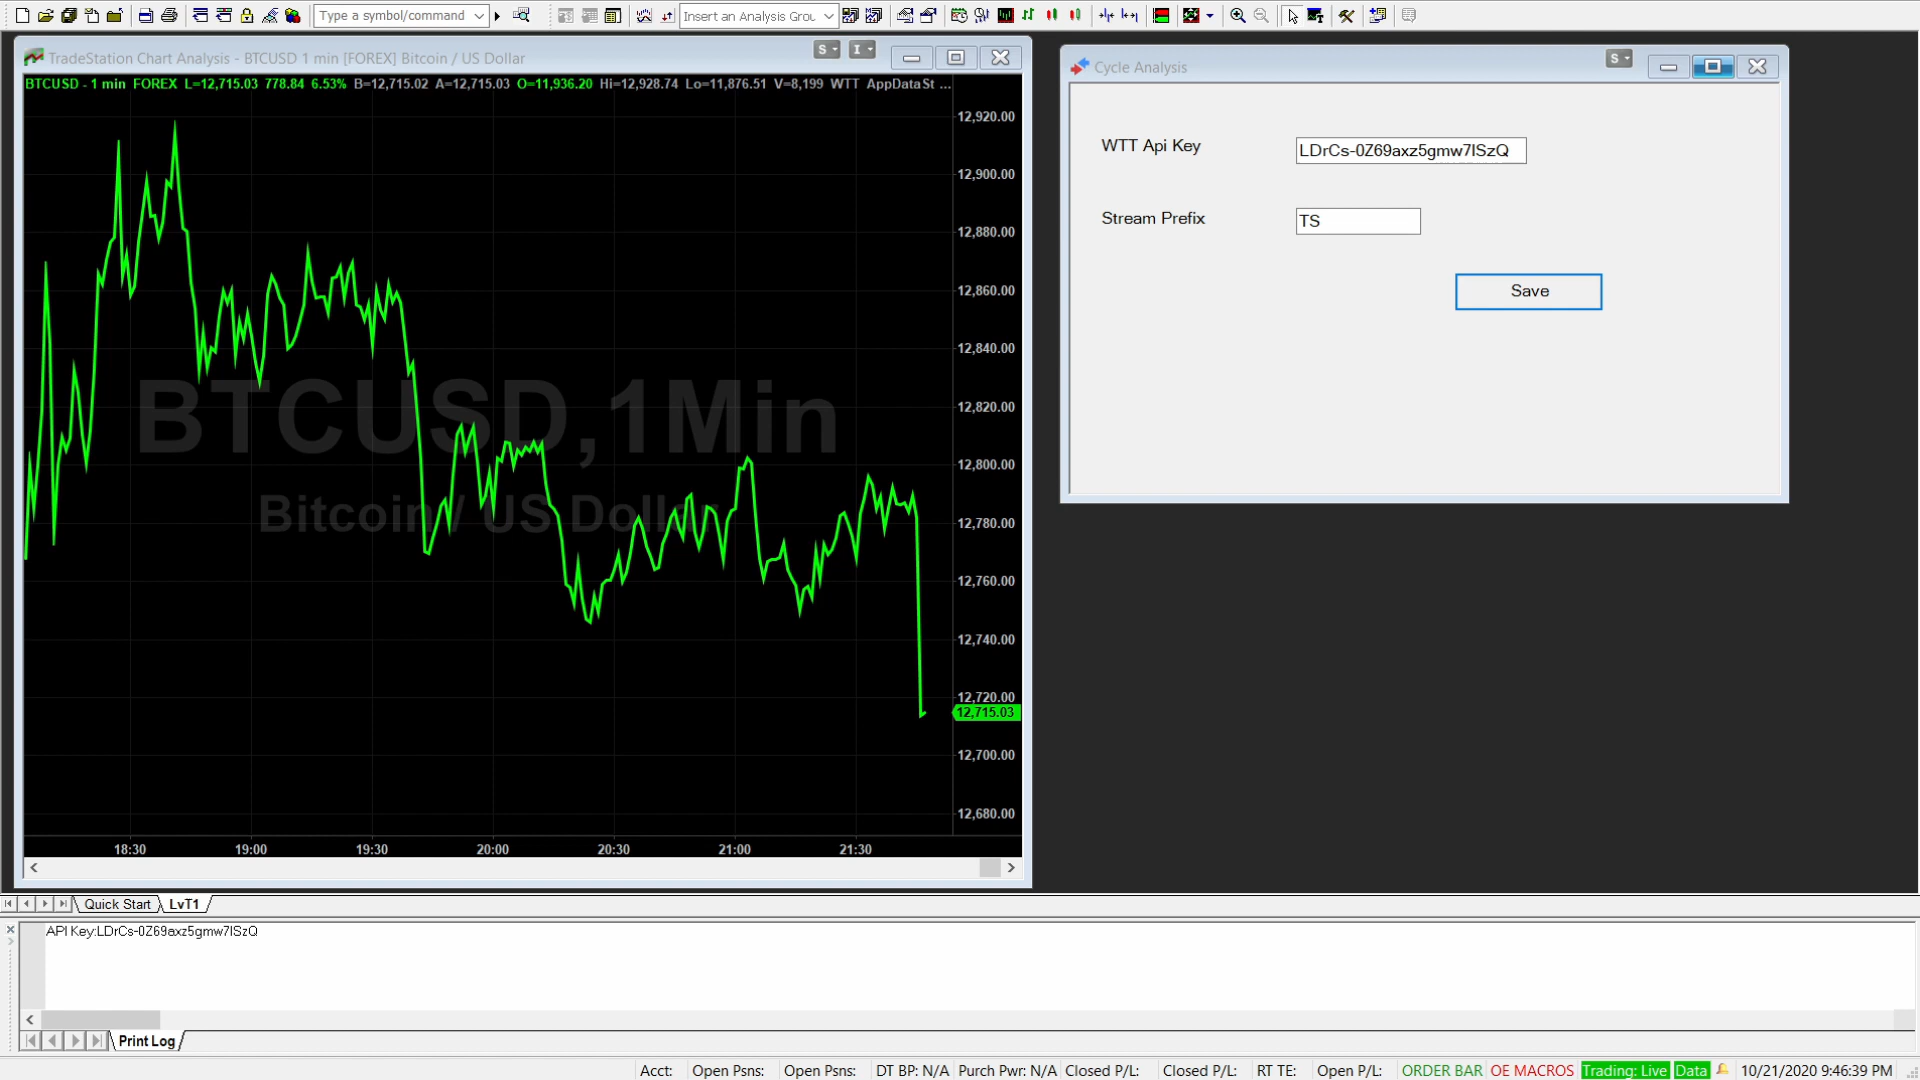 Type a symbol/command
Insert an Analysis Grou
TradeStation Chart Analysis - BTCUSD 1 min [FOREX] Bitcoin / US Dollar
S
I
BTCUSD - 1 min FOREX L=12,715.03 778.84 6.53% B=12,715.02 A=12,715.03 O=11,936.20 Hi=12,928.74 Lo=11,876.51 V=8,199 WTT AppDataSt ...
12,920.00
12,900.00
12,880.00
12,860.00
12,840.00
12,820.00
12,800.00
12,780.00
12,760.00
12,740.00
12,720.00
12,715.03
12,700.00
12,680.00
BTCUSD,1Min
Bitcoin / US Dollar
18:30 19:00 19:30 20:00 20:30 21:00 21:30
Cycle Analysis
S
WTT Api Key
LDrCs-0Z69axz5gmw7ISzQ
Stream Prefix
TS
Save
Quick Start LvT1
API Key:LDrCs-0Z69axz5gmw7ISzQ
Print Log
Acct: Open Psns: Open Psns: DT BP: N/A Purch Pwr: N/A Closed P/L: Closed P/L: RT TE: Open P/L: ORDER BAR OE MACROS Trading: Live Data 10/21/2020 9:46:39 PM